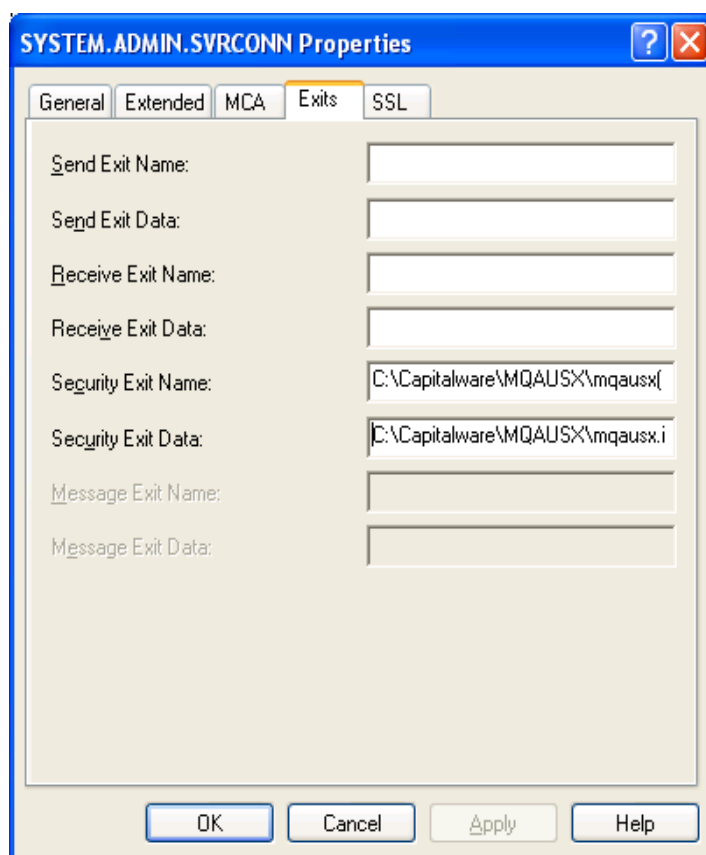 SYSTEM.ADMIN.SVRCONN Properties
General Extended MCA Exits SSL
Send Exit Name:
Send Exit Data:
Receive Exit Name:
Receive Exit Data:
Security Exit Name: C:\Capitalware\MQAUSX\mqausx(
Security Exit Data: C:\Capitalware\MQAUSX\mqausx.i
Message Exit Name:
Message Exit Data:
OK Cancel Apply Help